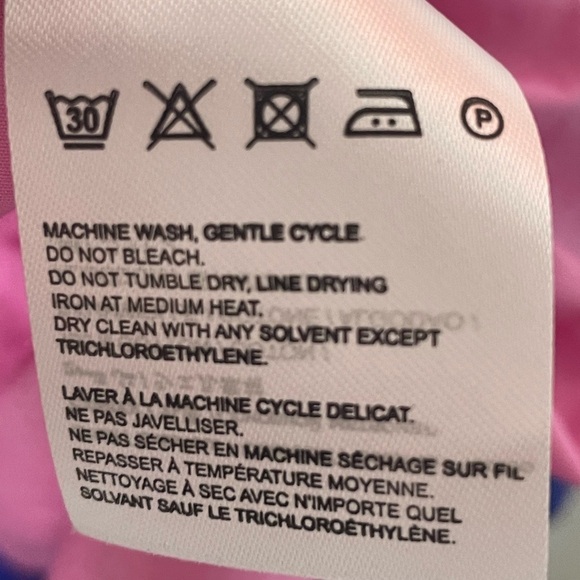 30 P
MACHINE WASH, GENTLE CYCLE.
DO NOT BLEACH.
DO NOT TUMBLE DRY, LINE DRYING
IRON AT MEDIUM HEAT.
DRY CLEAN WITH ANY SOLVENT EXCEPT
TRICHLOROETHYLENE.
LAVER À LA MACHINE CYCLE DELICAT.
NE PAS JAVELLISER.
NE PAS SÉCHER EN MACHINE SÉCHAGE SUR FIL
REPASSER À TEMPÉRATURE MOYENNE.
NETTOYAGE À SEC AVEC N'IMPORTE QUEL
SOLVANT SAUF LE TRICHLOROÉTHYLÈNE.